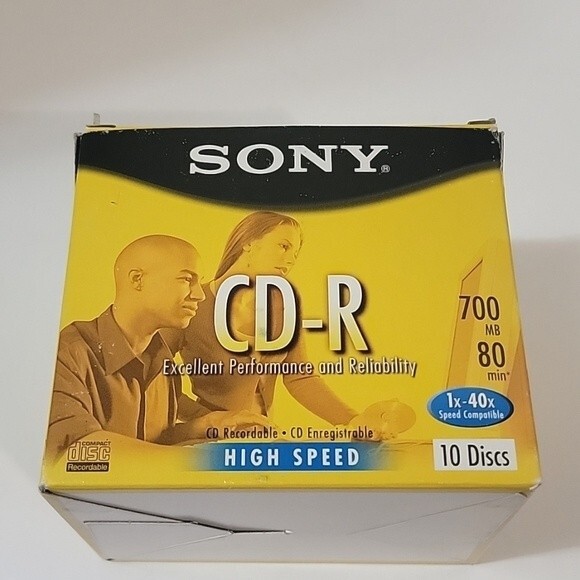 SONY®
CD-R
Excellent Performance and Reliability
700
MB
80
min*
1x-40x
Speed Compatible
CD Recordable • CD Enregistrable
HIGH SPEED
10 Discs
COMPACT
disc
Recordable